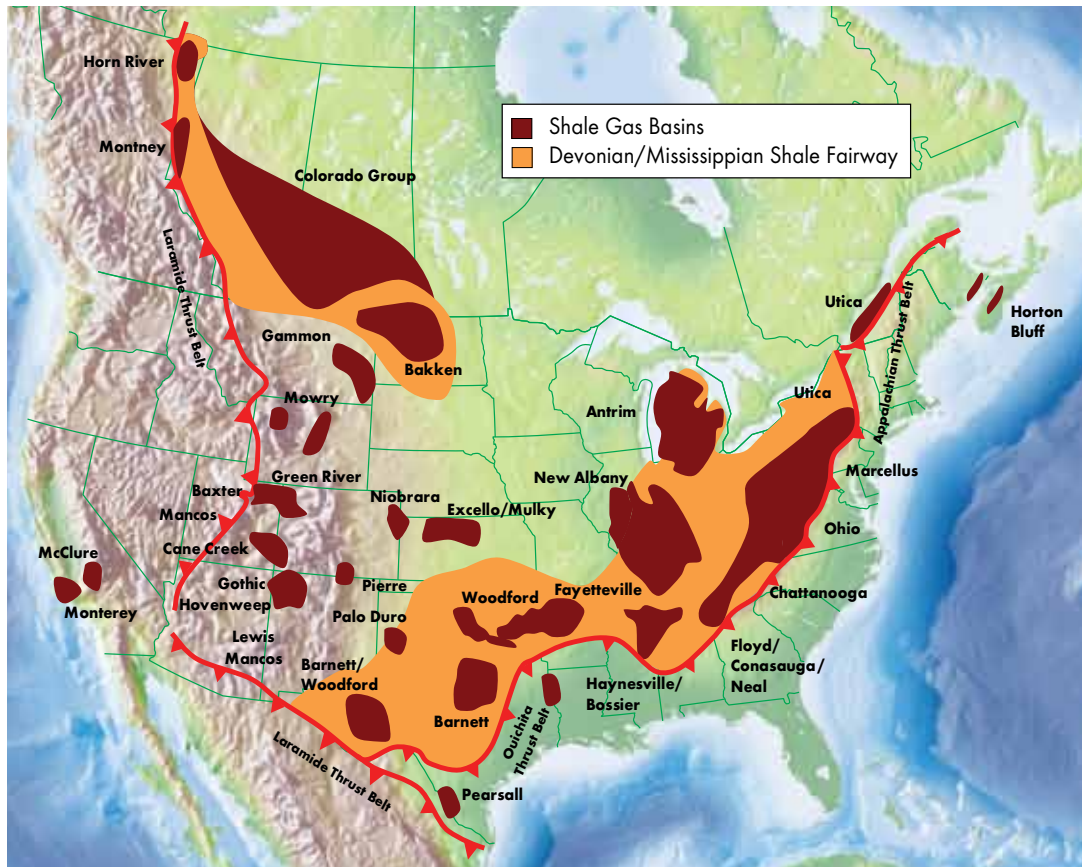 Horn River
Shale Gas Basins
Devonian/Mississippian Shale Fairway
Montney
Colorado Group
Laramide Thrust Belt
Utica
Appalachian Thrust Belt
Horton
Bluff
Gammon
Bakken
Utica
Mowry
Antrim
Marcellus
Green River
New Albany
Baxter
Niobrara
Excello/Mulky
Mancos
Ohio
Cane Creek
McClure
Gothic
Pierre
Fayetteville
Chattanooga
Monterey
Hovenweep
Woodford
Palo Duro
Lewis
Mancos
Floyd/
Conasauga/
Neal
Barnett/
Woodford
Haynesville/
Bossier
Barnett
Ouichita
Thrust Belt
Laramide Thrust Belt
Pearsall